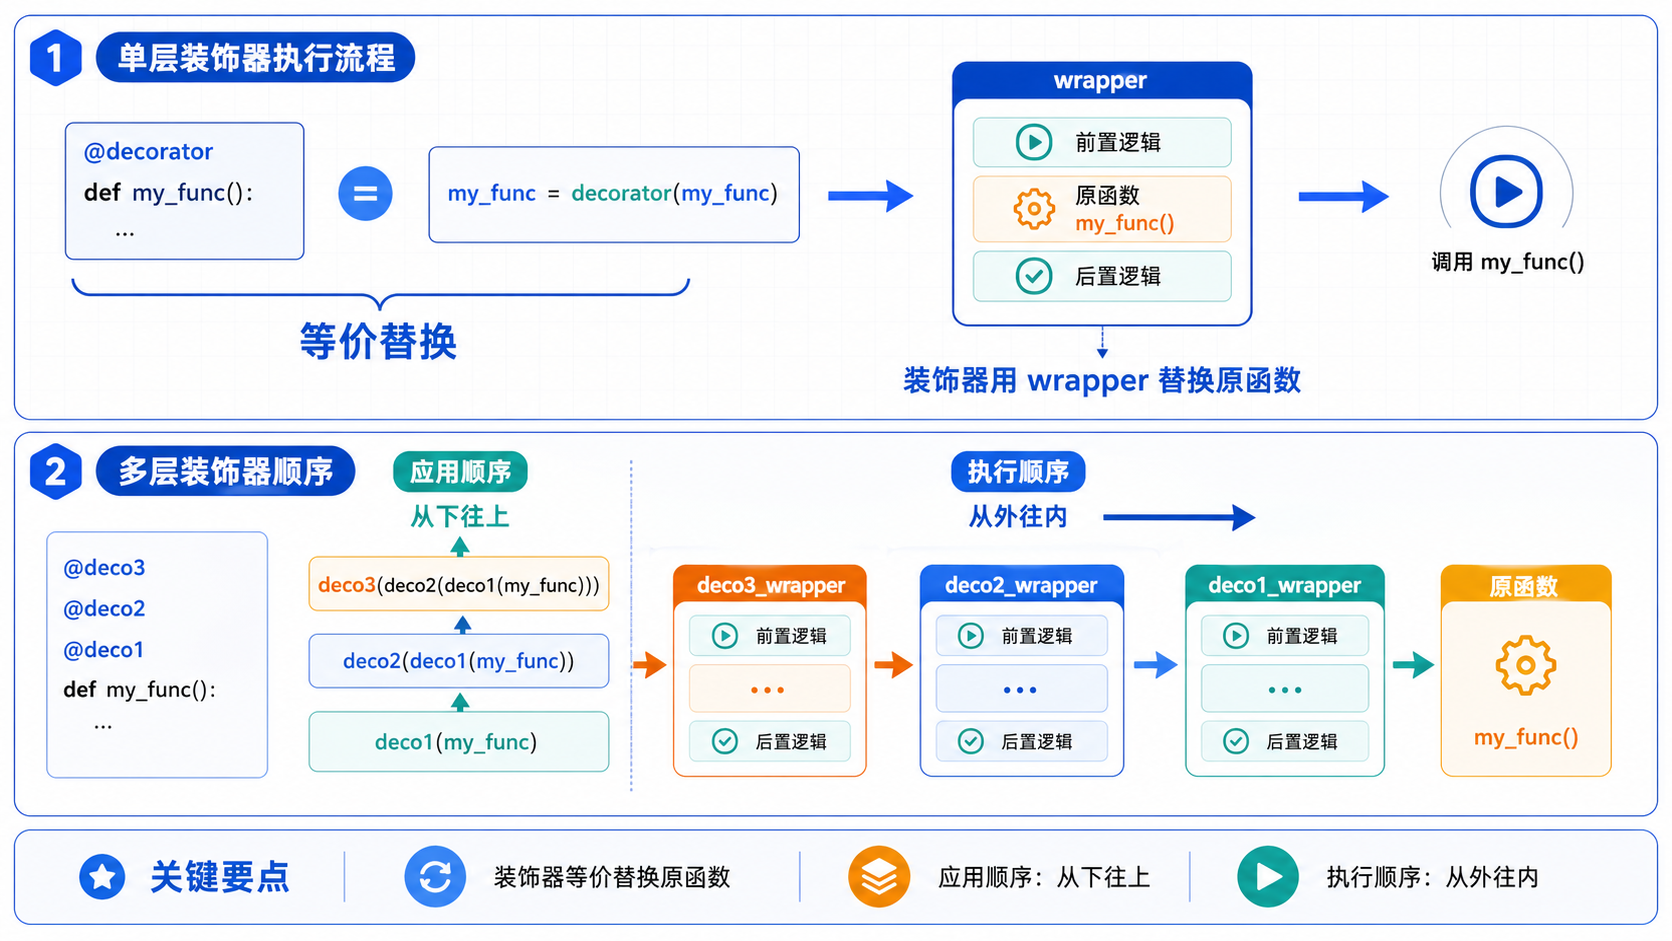 1 单层装饰器执行流程
@decorator
def my_func():
...
=
my_func = decorator(my_func)
等价替换
wrapper
前置逻辑
原函数
my_func()
后置逻辑
装饰器用 wrapper 替换原函数
调用 my_func()
2 多层装饰器顺序
@deco3
@deco2
@deco1
def my_func():
...
应用顺序
从下往上
deco3(deco2(deco1(my_func)))
deco2(deco1(my_func))
deco1(my_func)
执行顺序
从外往内
deco3_wrapper
前置逻辑
...
后置逻辑
deco2_wrapper
前置逻辑
...
后置逻辑
deco1_wrapper
前置逻辑
...
后置逻辑
原函数
my_func()
关键要点
装饰器等价替换原函数
应用顺序：从下往上
执行顺序：从外往内